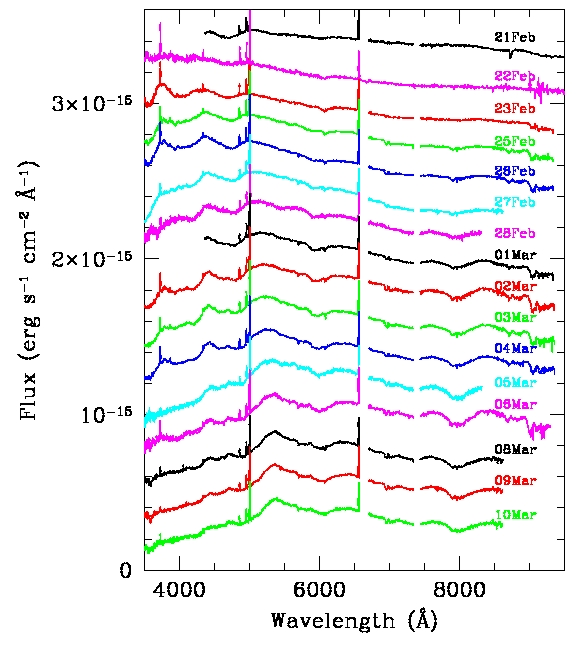 21Feb
22Feb
23Feb
25Feb
26Feb
27Feb
28Feb
01Mar
02Mar
03Mar
04Mar
05Mar
06Mar
08Mar
09Mar
10Mar
3×10⁻¹⁵
2×10⁻¹⁵
10⁻¹⁵
0
4000 6000 8000
Wavelength (Å)
Flux (erg s⁻¹ cm⁻² Å⁻¹)